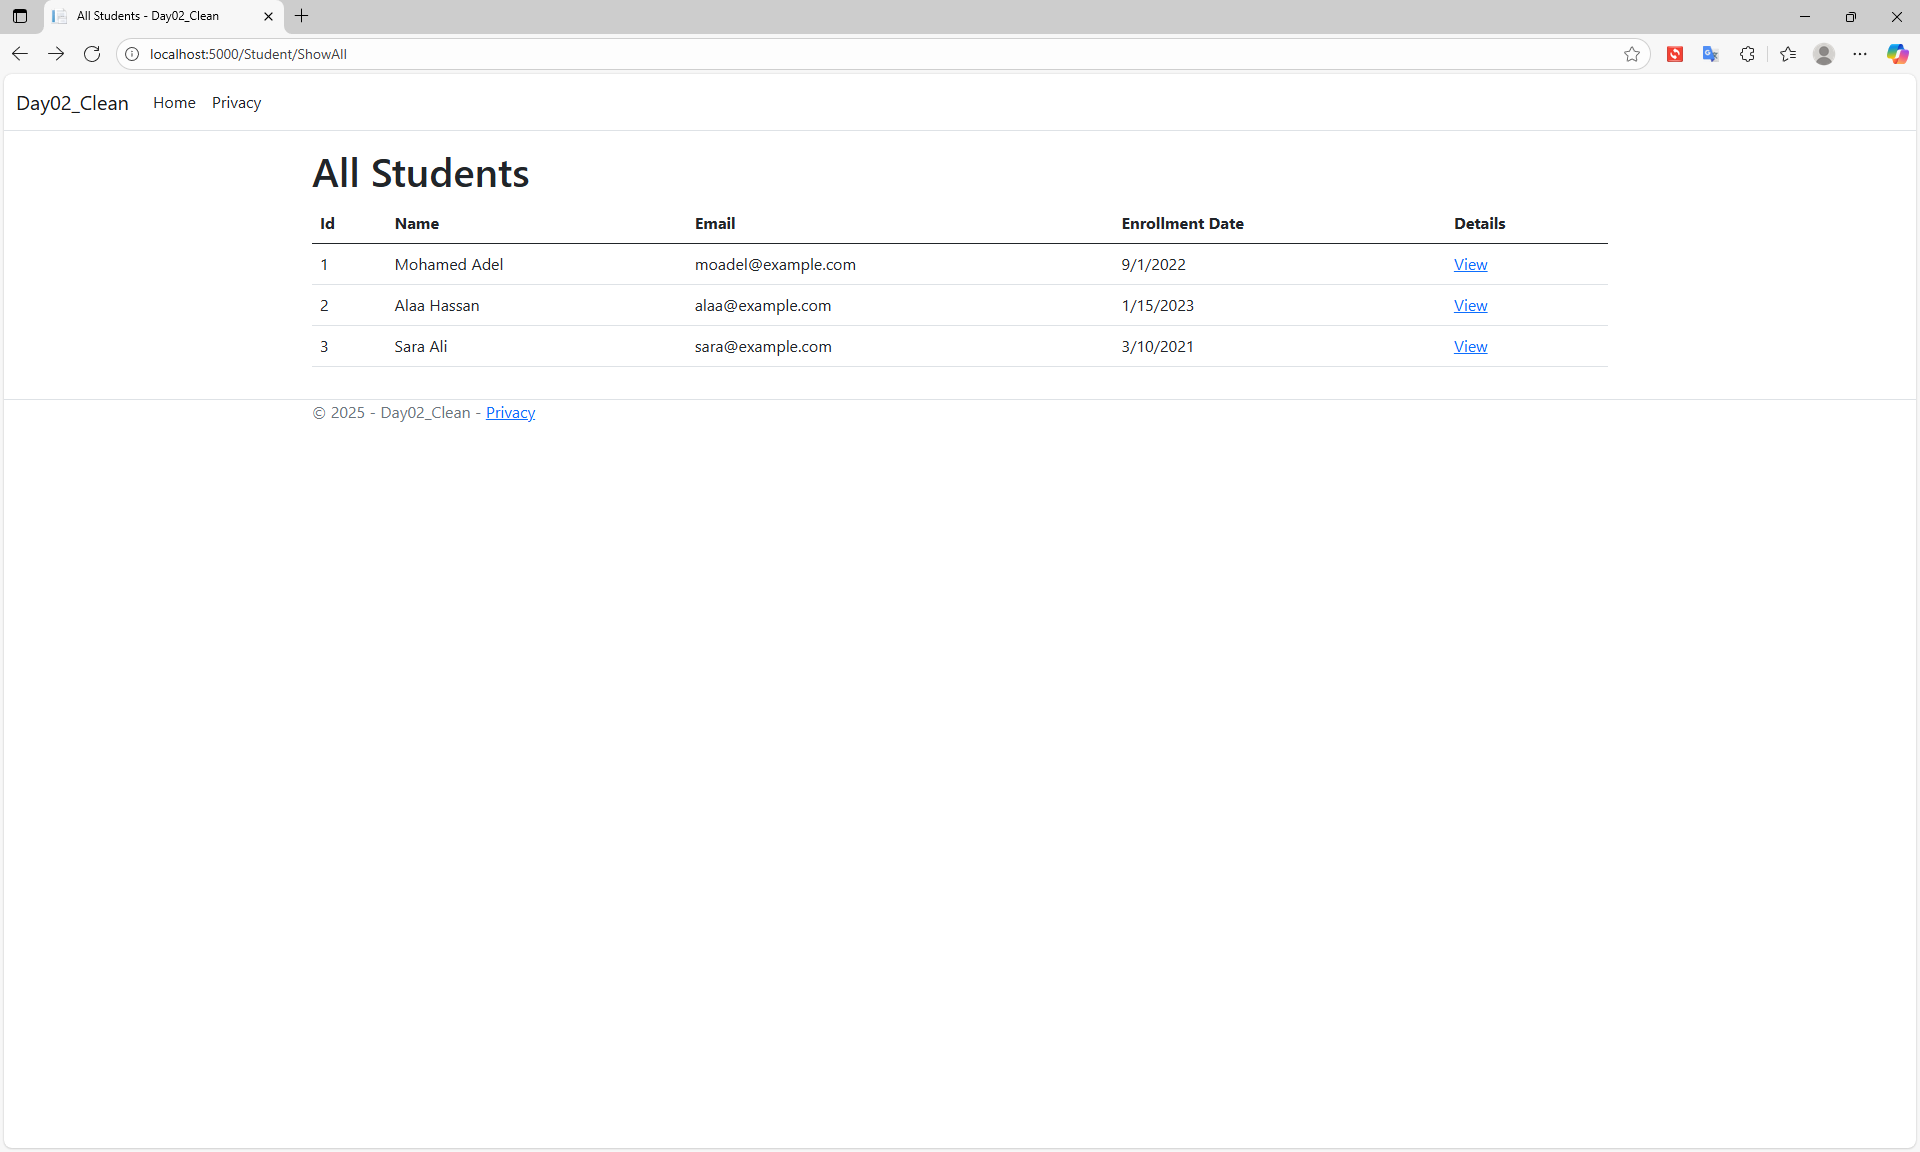 All Students - Day02_Clean
localhost:5000/Student/ShowAll
Day02_Clean Home Privacy
All Students
Id Name Email Enrollment Date Details
1 Mohamed Adel moadel@example.com 9/1/2022 View
2 Alaa Hassan alaa@example.com 1/15/2023 View
3 Sara Ali sara@example.com 3/10/2021 View
© 2025 - Day02_Clean - Privacy